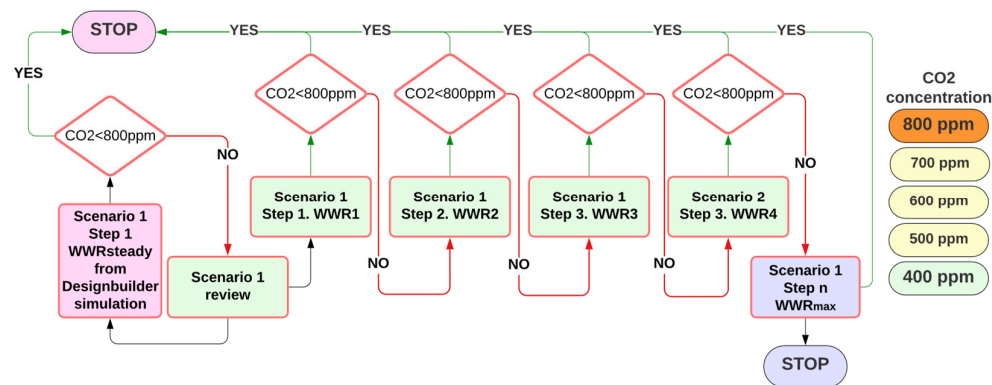 STOP
YES
YES
YES
YES
YES
YES
CO2<800ppm
CO2<800ppm
CO2<800ppm
CO2<800ppm
CO2<800ppm
NO
NO
Scenario 1
Step 1
WWRsteady
from
Designbuilder
simulation
Scenario 1
review
Scenario 1
Step 1. WWR1
Scenario 1
Step 2. WWR2
Scenario 1
Step 3. WWR3
Scenario 2
Step 3. WWR4
NO
NO
NO
Scenario 1
Step n
WWRmax
STOP
CO2
concentration
800 ppm
700 ppm
600 ppm
500 ppm
400 ppm